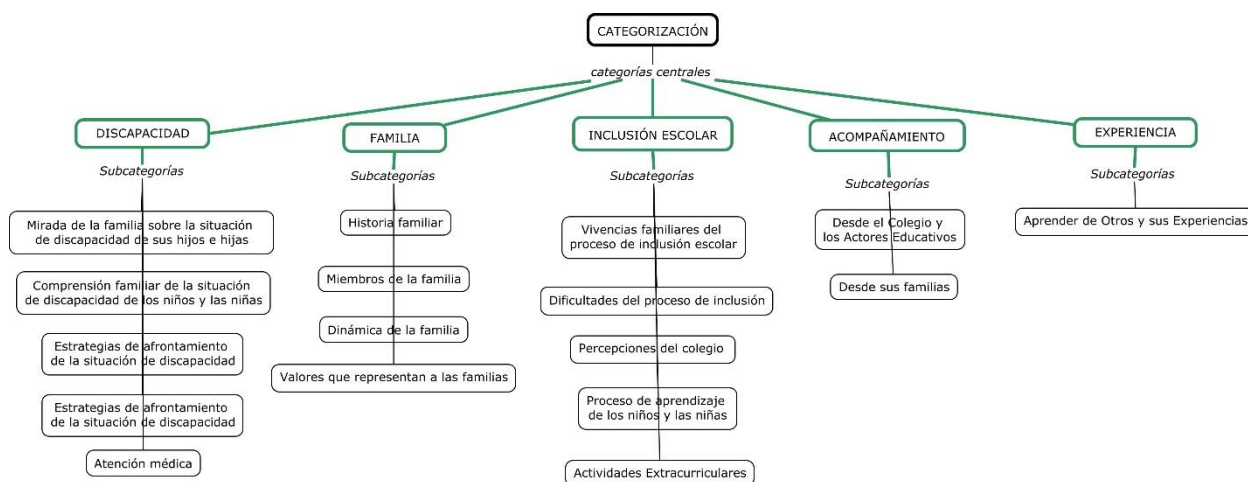 CATEGORIZACIÓN
categorías centrales
DISCAPACIDAD
Subcategorías
Mirada de la familia sobre la situación
de discapacidad de sus hijos e hijas
Comprensión familiar de la situación
de discapacidad de los niños y las niñas
Estrategias de afrontamiento
de la situación de discapacidad
Estrategias de afrontamiento
de la situación de discapacidad
Atención médica
FAMILIA
Subcategorías
Historia familiar
Miembros de la familia
Dinámica de la familia
Valores que representan a las familias
INCLUSIÓN ESCOLAR
Subcategorías
Vivencias familiares del
proceso de inclusión escolar
Dificultades del proceso de inclusión
Percepciones del colegio
Proceso de aprendizaje
de los niños y las niñas
Actividades Extracurriculares
ACOMPAÑAMIENTO
Subcategorías
Desde el Colegio y
los Actores Educativos
Desde sus familias
EXPERIENCIA
Subcategorías
Aprender de Otros y sus Experiencias